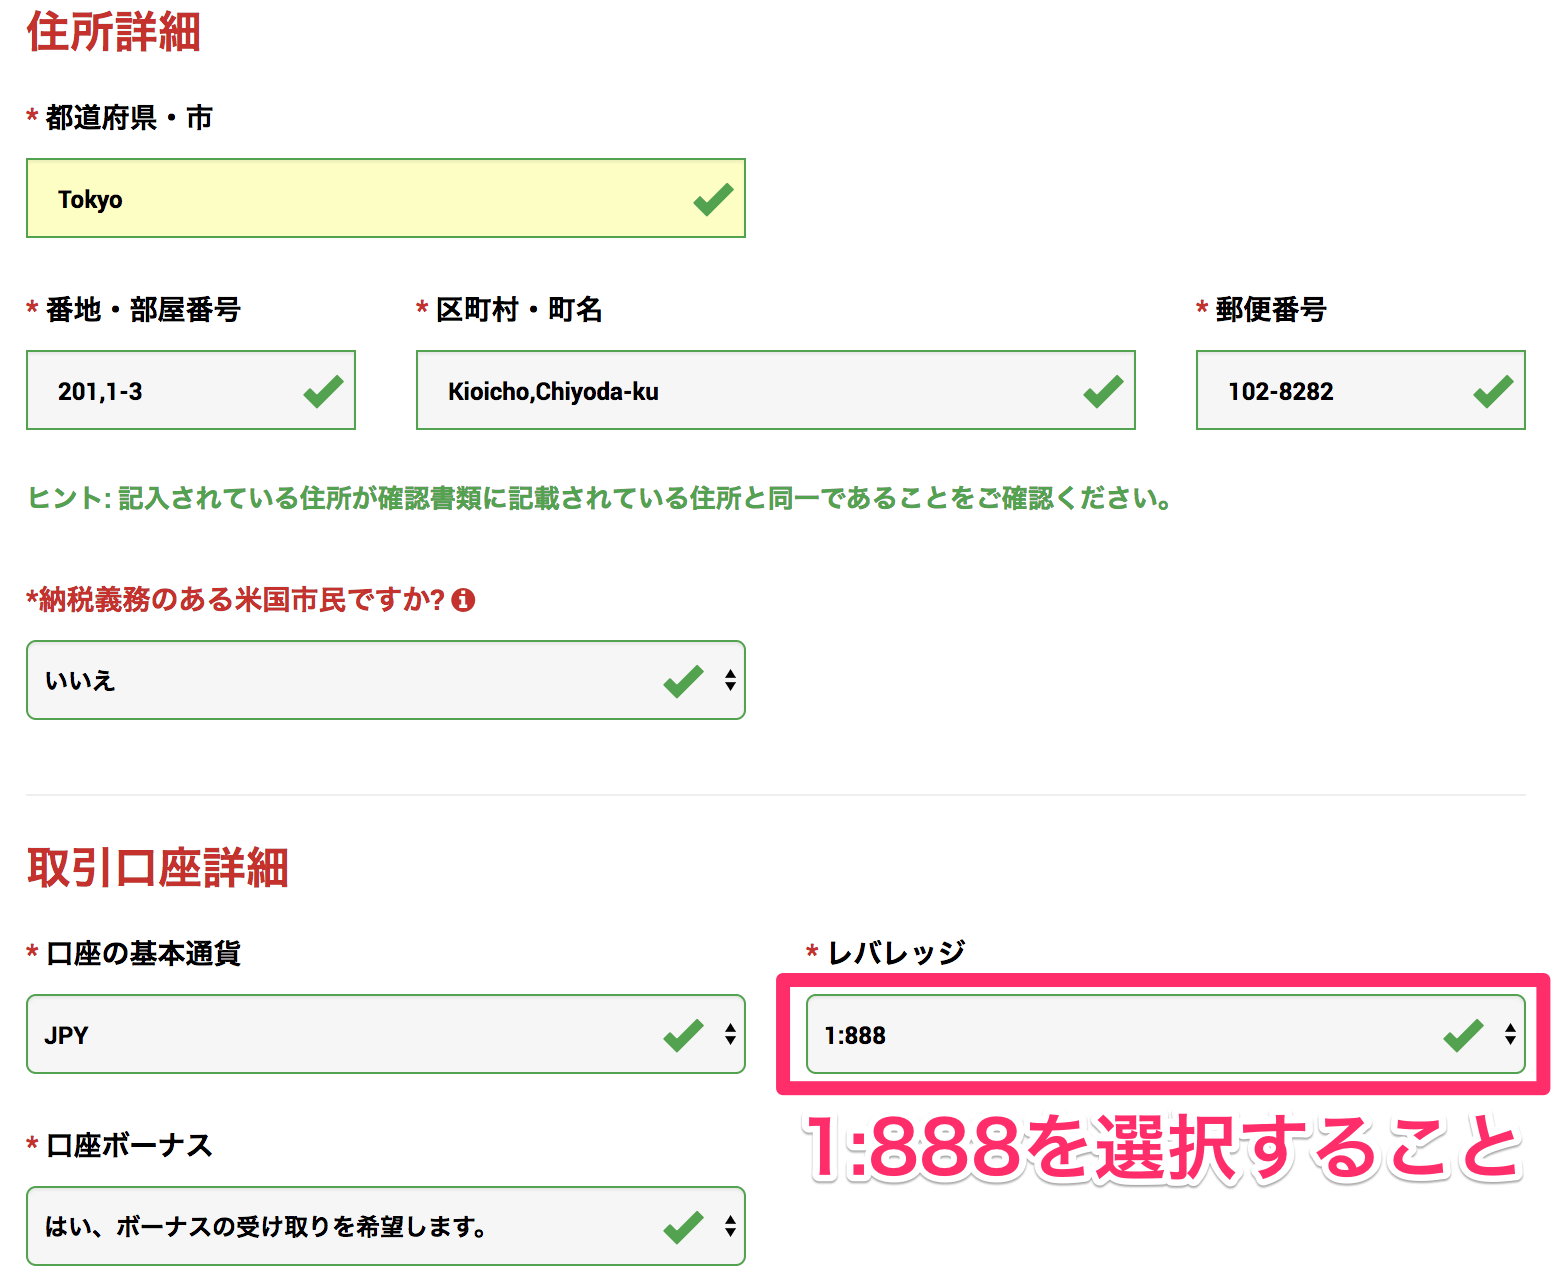 住所詳細
* 都道府県・市
Tokyo
* 番地・部屋番号
* 区町村・町名
* 郵便番号
201,1-3
Kioicho,Chiyoda-ku
102-8282
ヒント: 記入されている住所が確認書類に記載されている住所と同一であることをご確認ください。
*納税義務のある米国市民ですか?
いいえ
取引口座詳細
* 口座の基本通貨
* レバレッジ
JPY
1:888
1:888を選択すること
* 口座ボーナス
はい、ボーナスの受け取りを希望します。